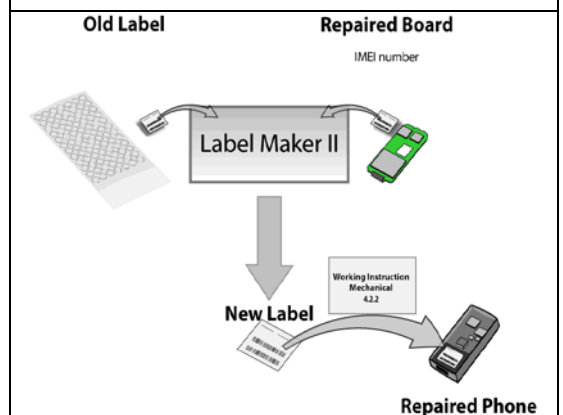 Old Label
Repaired Board
IMEI number
Label Maker II
Working Instruction
Mechanical
4.2.2
New Label
Repaired Phone